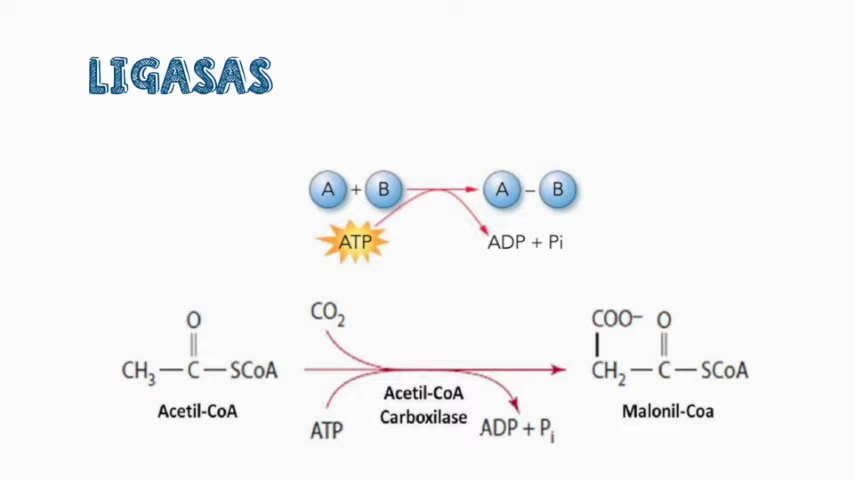 LIGASAS
A + B A – B
ATP ADP + Pi
CO₂
O
CH₃—C—SCoA
Acetil-CoA
ATP
Acetil-CoA
Carboxilase
ADP + Pᵢ
COO⁻ O
CH₂—C—SCoA
Malonil-Coa